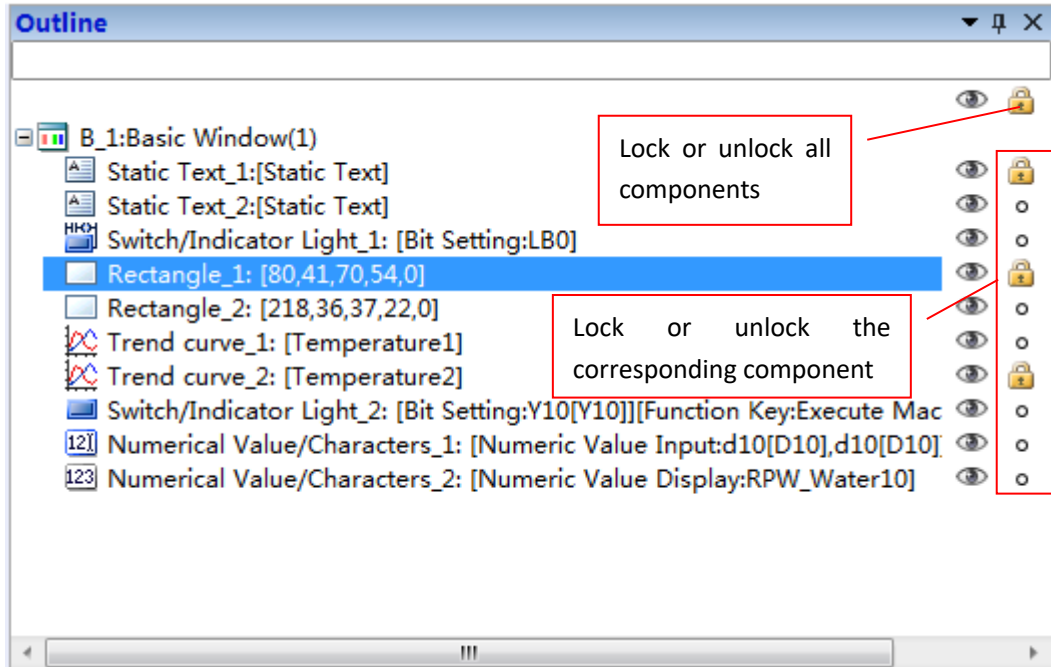 Outline
B_1:Basic Window(1)
Lock or unlock all
components
Static Text_1:[Static Text]
Static Text_2:[Static Text]
Switch/Indicator Light_1: [Bit Setting:LB0]
Rectangle_1: [80,41,70,54,0]
Rectangle_2: [218,36,37,22,0]
Lock or unlock the
corresponding component
Trend curve_1: [Temperature1]
Trend curve_2: [Temperature2]
Switch/Indicator Light_2: [Bit Setting:Y10[Y10]][Function Key:Execute Mac
Numerical Value/Characters_1: [Numeric Value Input:d10[D10],d10[D10]]
Numerical Value/Characters_2: [Numeric Value Display:RPW_Water10]